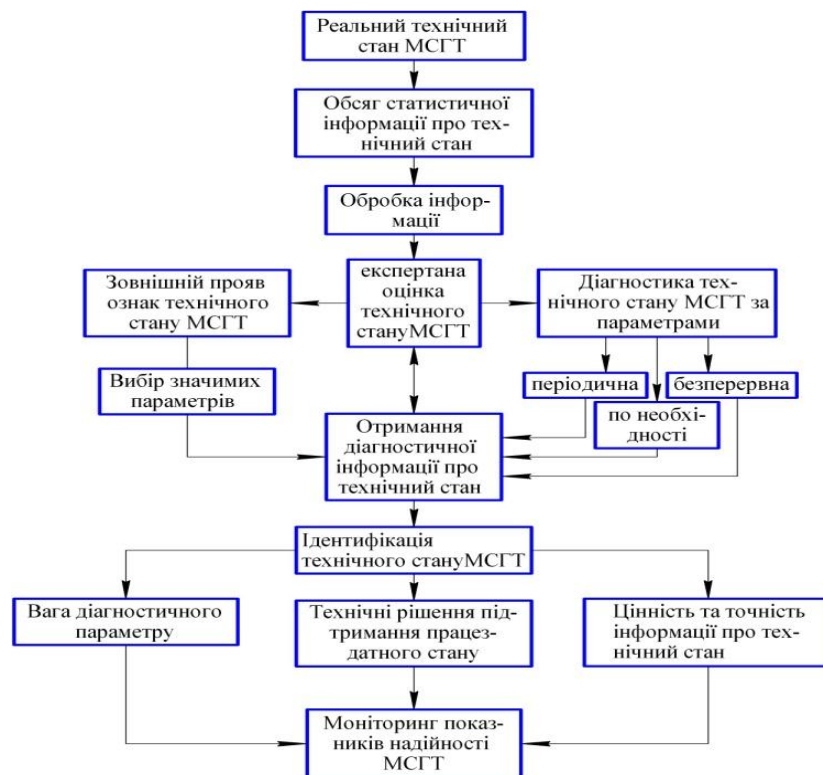 Реальний технічний
стан МСГТ
Обсяг статистичної
інформації про тех-
нічний стан
Обробка інфор-
мації
експертана
оцінка
технічного
стануМСГТ
Зовнішній прояв
ознак технічного
стану МСГТ
Діагностика тех-
нічного стану МСГТ за
параметрами
Вибір значимих
параметрів
періодична
безперервна
по необхі-
дності
Отримання
діагностичної
інформації про
технічний стан
Ідентифікація
технічного стануМСГТ
Вага діагностичного
параметру
Технічні рішення під-
тримання працез-
датного стану
Цінність та точність
інформації про тех-
нічний стан
Моніторинг показ-
ників надійності
МСГТ